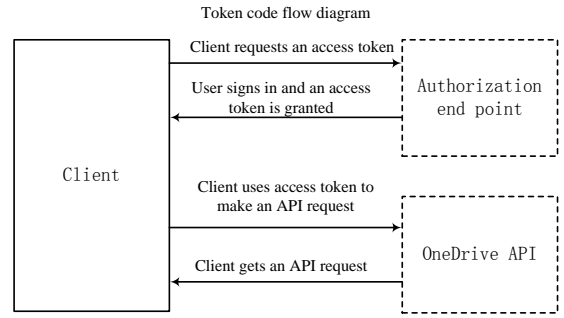 Token code flow diagram
Client requests an access token
User signs in and an access
token is granted
Authorization
end point
Client
Client uses access token to
make an API request
Client gets an API request
OneDrive API